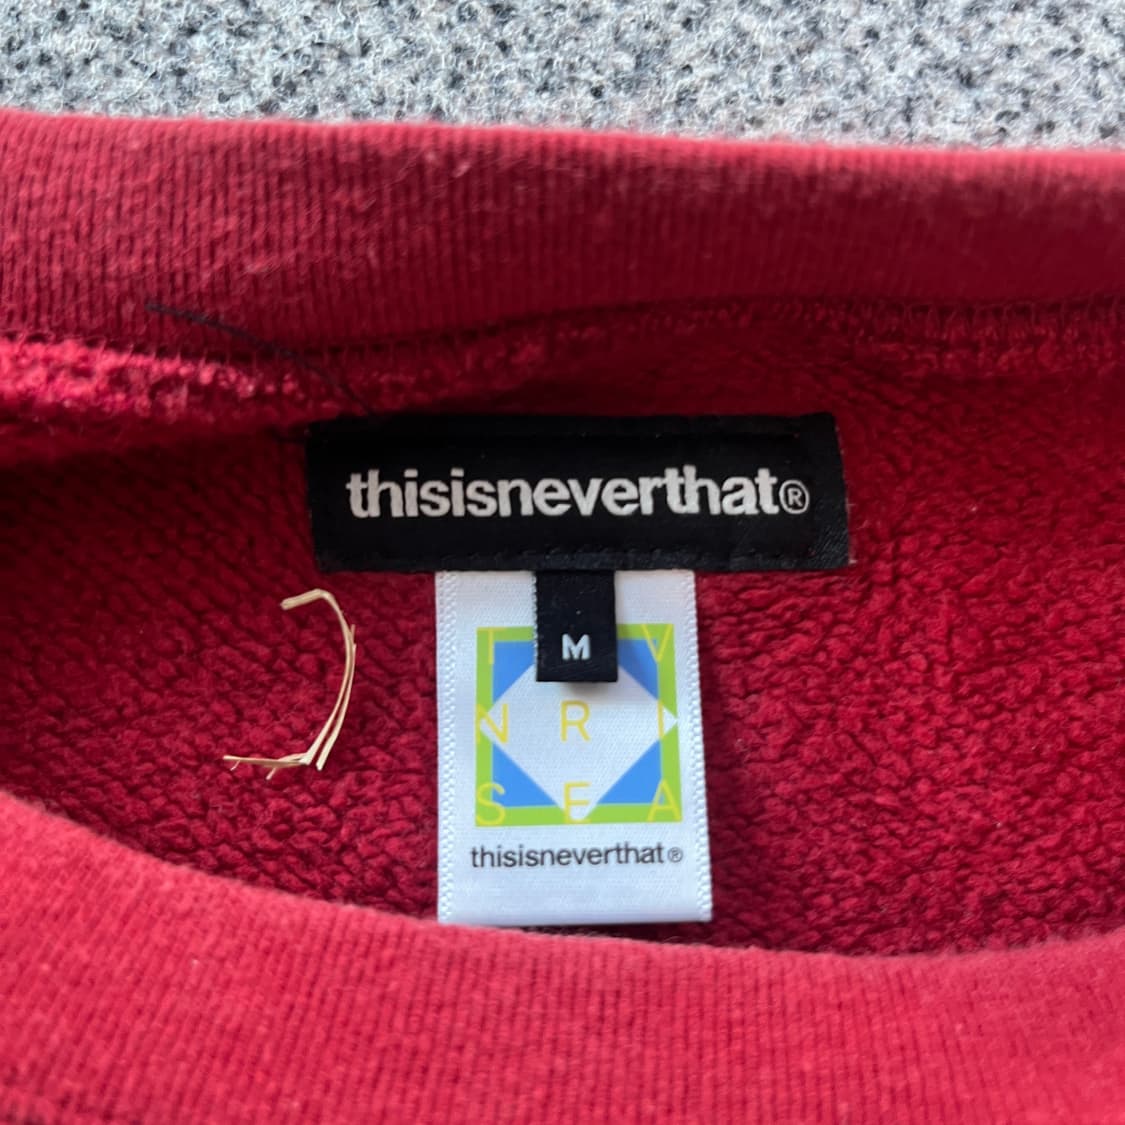 thisisneverthat®
M
T V
N R I
S E A
thisisneverthat®